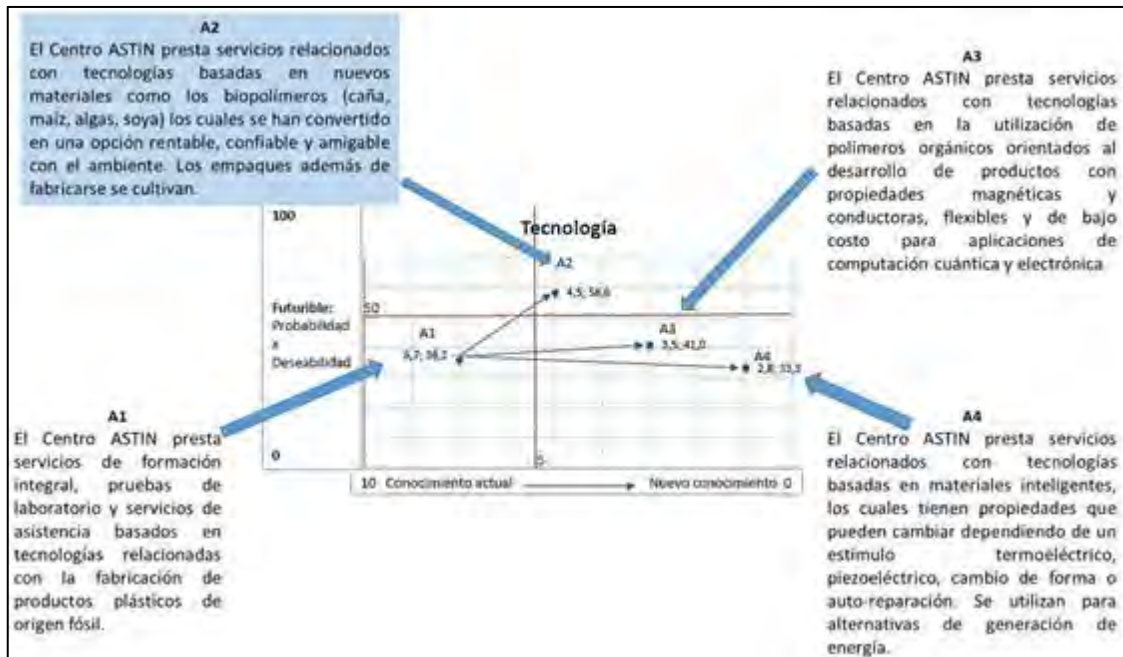 A2
El Centro ASTIN presta servicios relacionados
con tecnologías basadas en nuevos
materiales como los biopolímeros (caña,
maíz, algas, soya) los cuales se han convertido
en una opción rentable, confiable y amigable
con el ambiente. Los empaques además de
fabricarse se cultivan.
A3
El Centro ASTIN presta servicios
relacionados con tecnologías
basadas en la utilización de
polímeros orgánicos orientados al
desarrollo de productos con
propiedades magnéticas y
conductoras, flexibles y de bajo
costo para aplicaciones de
computación cuántica y electrónica
100
Tecnología
A2
Futurible:
Probabilidad
x
Deseabilidad
50
A1
A3
3,5; 41,0
A4
0
5
10 Conocimiento actual
Nuevo conocimiento 0
A1
El Centro ASTIN presta
servicios de formación
integral, pruebas de
laboratorio y servicios de
asistencia basados en
tecnologías relacionadas
con la fabricación de
productos plásticos de
origen fósil.
A4
El Centro ASTIN presta servicios
relacionados con tecnologías
basadas en materiales inteligentes,
los cuales tienen propiedades que
pueden cambiar dependiendo de un
estímulo termoeléctrico,
piezoeléctrico, cambio de forma o
auto-reparación. Se utilizan para
alternativas de generación de
energía.